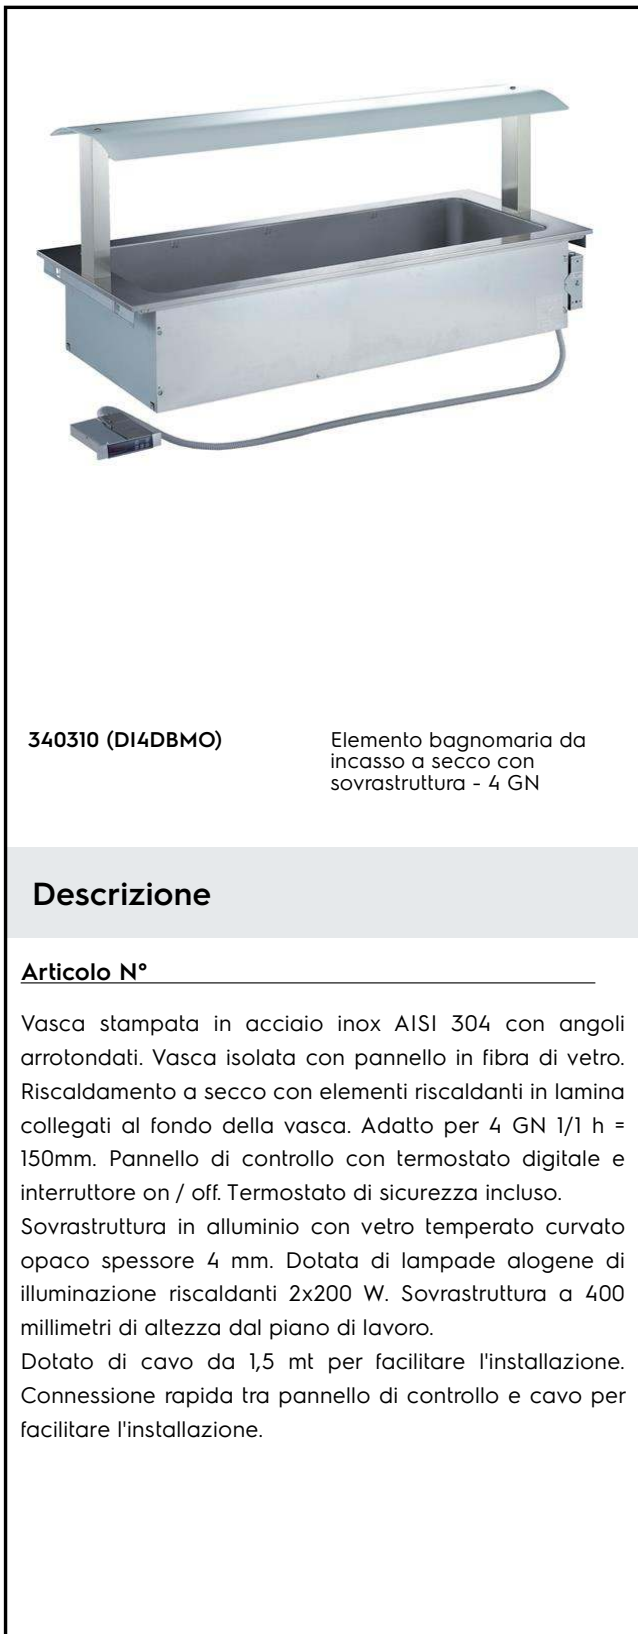 340310 (DI4DBMO)
Elemento bagnomaria da
incasso a secco con
sovrastruttura - 4 GN
Descrizione
Articolo N°
Vasca stampata in acciaio inox AISI 304 con angoli
arrotondati. Vasca isolata con pannello in fibra di vetro.
Riscaldamento a secco con elementi riscaldanti in lamina
collegati al fondo della vasca. Adatto per 4 GN 1/1 h =
150mm. Pannello di controllo con termostato digitale e
interruttore on / off. Termostato di sicurezza incluso.
Sovrastruttura in alluminio con vetro temperato curvato
opaco spessore 4 mm. Dotata di lampade alogene di
illuminazione riscaldanti 2x200 W. Sovrastruttura a 400
millimetri di altezza dal piano di lavoro.
Dotato di cavo da 1,5 mt per facilitare l'installazione.
Connessione rapida tra pannello di controllo e cavo per
facilitare l'installazione.